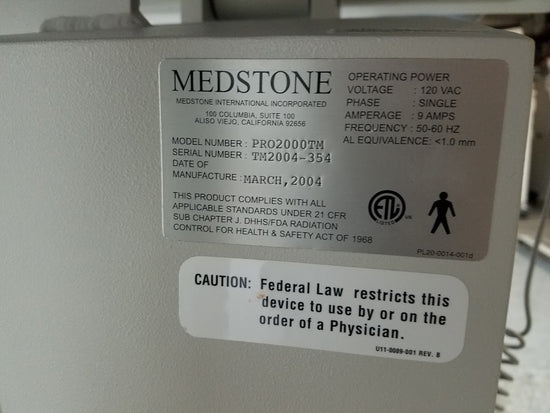 MEDSTONE
MEDSTONE INTERNATIONAL INCORPORATED
100 COLUMBIA, SUITE 100
ALISO VIEJO, CALIFORNIA 92656
MODEL NUMBER : PRO2000TM
SERIAL NUMBER : TM2004-354
DATE OF
MANUFACTURE : MARCH,2004
THIS PRODUCT COMPLIES WITH ALL
APPLICABLE STANDARDS UNDER 21 CFR
SUB CHAPTER J. DHHS/FDA RADIATION
CONTROL FOR HEALTH & SAFETY ACT OF 1968
OPERATING POWER
VOLTAGE : 120 VAC
PHASE : SINGLE
AMPERAGE : 9 AMPS
FREQUENCY : 50-60 HZ
AL EQUIVALENCE: <1.0 mm
ETL
LISTED
PL20-0014-001d
CAUTION: Federal Law restricts this
device to use by or on the
order of a Physician.
U11-0089-001 REV. B